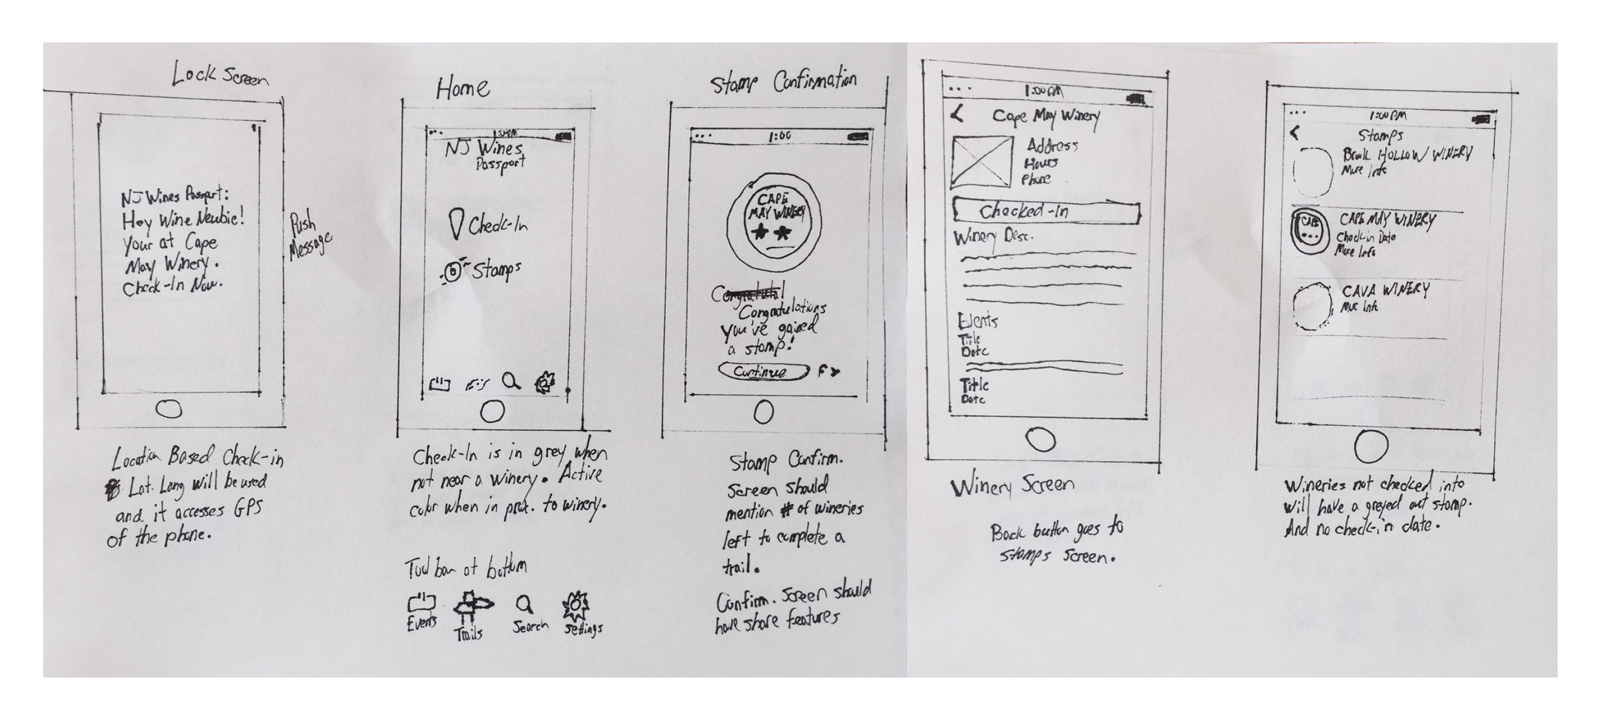 Lock Screen
NJ Wines Passport:
Hey Wine Newbie!
Your at Cape
May Winery.
Check-In Now.
Push
Message
Location Based Check-in
Lat. Long will be used
and it accesses GPS
of the phone.
Home
1:00PM
NJ Wines
Passport
Check-In
Stamps
Check-In is in grey when
not near a winery. Active
color when in prox. to winery.
Tool bar at bottom
Events
Trails
Search
Settings
Stamp Confirmation
1:00
CAPE
MAY WINERY
Congratulations
you've gained
a stamp!
Continue
Stamp Confirm.
Screen should
mention # of wineries
left to complete a
trail.
Confirm. Screen should
have share features
1:00PM
< Cape May Winery
Address
Hours
Phone
Checked-In
Winery Desc.
Events
Title
Date
Title
Date
Winery Screen
Back button goes to
stamps screen.
1:00PM
< Stamps
Brook HOLLOW WINERY
More Info
CAPE
CAPE MAY WINERY
Check-in Date
More Info
CAVA WINERY
More Info
Wineries not checked into
will have a greyed out stamp.
And no check-in date.